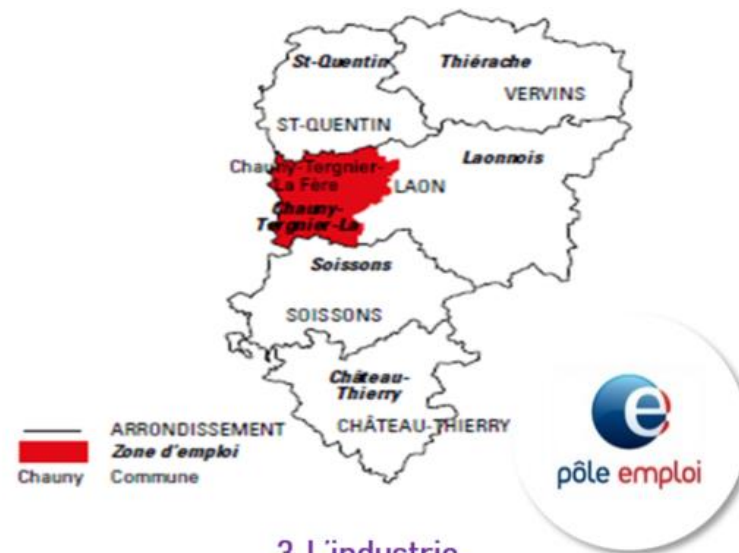 St-Quentin
Thiérache
VERVINS
ST-QUENTIN
Laonnois
Chauny-Tergnier-
La Fère
LAON
Chauny-
Tergnier-La
Soissons
SOISSONS
Château-
Thierry
CHÂTEAU-THIERRY
ARRONDISSEMENT
Zone d'emploi
Chauny Commune
pôle emploi
3 L'industrie